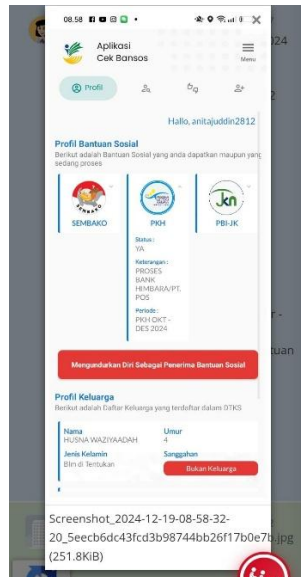 08.58
Aplikasi
Cek Bansos
Menu
Profil
Hallo, anitajuddin2812
Profil Bantuan Sosial
Berikut adalah Bantuan Sosial yang anda dapatkan maupun yang
sedang proses
SEMBAKO
PKH
Status :
YA
Keterangan :
PROSES
BANK
HIMBARA/PT.
POS
Periode :
PKH OKT -
DES 2024
PBI-JK
Mengundurkan Diri Sebagai Penerima Bantuan Sosial
Profil Keluarga
Berikut adalah Daftar Keluarga yang terdaftar dalam DTKS
Nama
HUSNA WAZIYAADAH
Umur
4
Jenis Kelamin
Blm di Tentukan
Sanggahan
Bukan Keluarga
Screenshot_2024-12-19-08-58-32-
20_5eecb6dc43fcd3b98744bb26f17b0e7b.jpg
(251.8KiB)